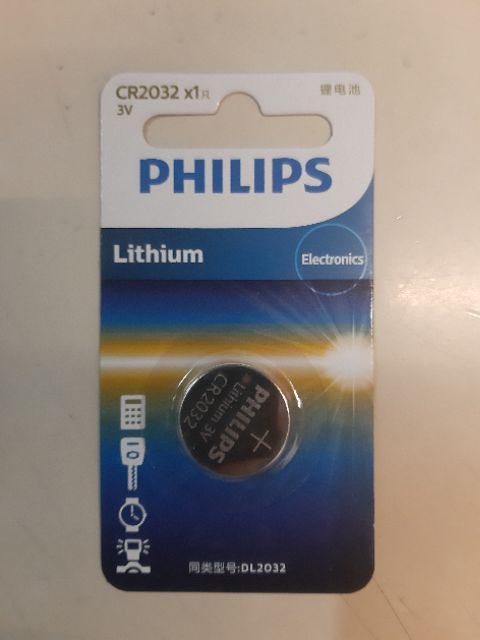 CR2032 x1只
锂电池
3V
PHILIPS
Lithium
Electronics
PHILIPS
Lithium 3V
CR2032
+
同类型号:DL2032